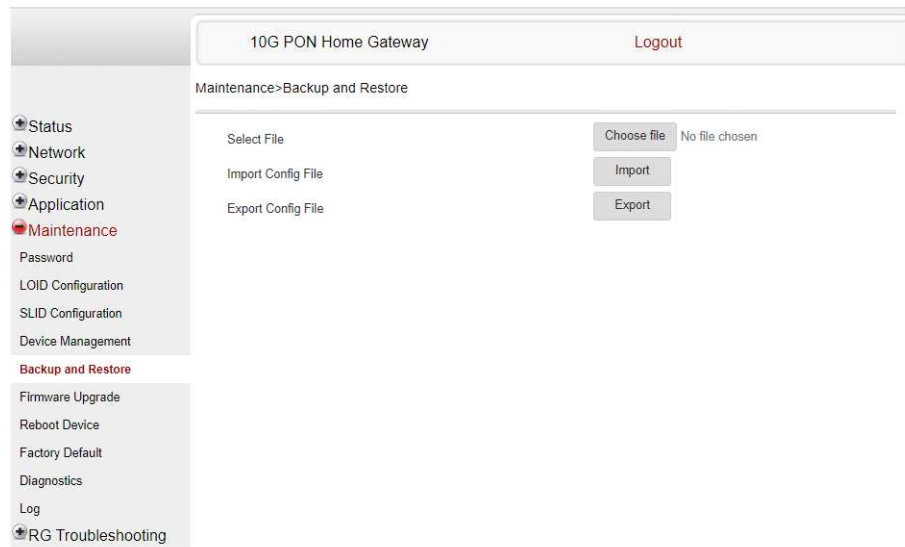 10G PON Home Gateway
Logout
Maintenance>Backup and Restore
Status
Network
Security
Application
Maintenance
Password
LOID Configuration
SLID Configuration
Device Management
Backup and Restore
Firmware Upgrade
Reboot Device
Factory Default
Diagnostics
Log
RG Troubleshooting
Select File
Choose file No file chosen
Import Config File
Import
Export Config File
Export